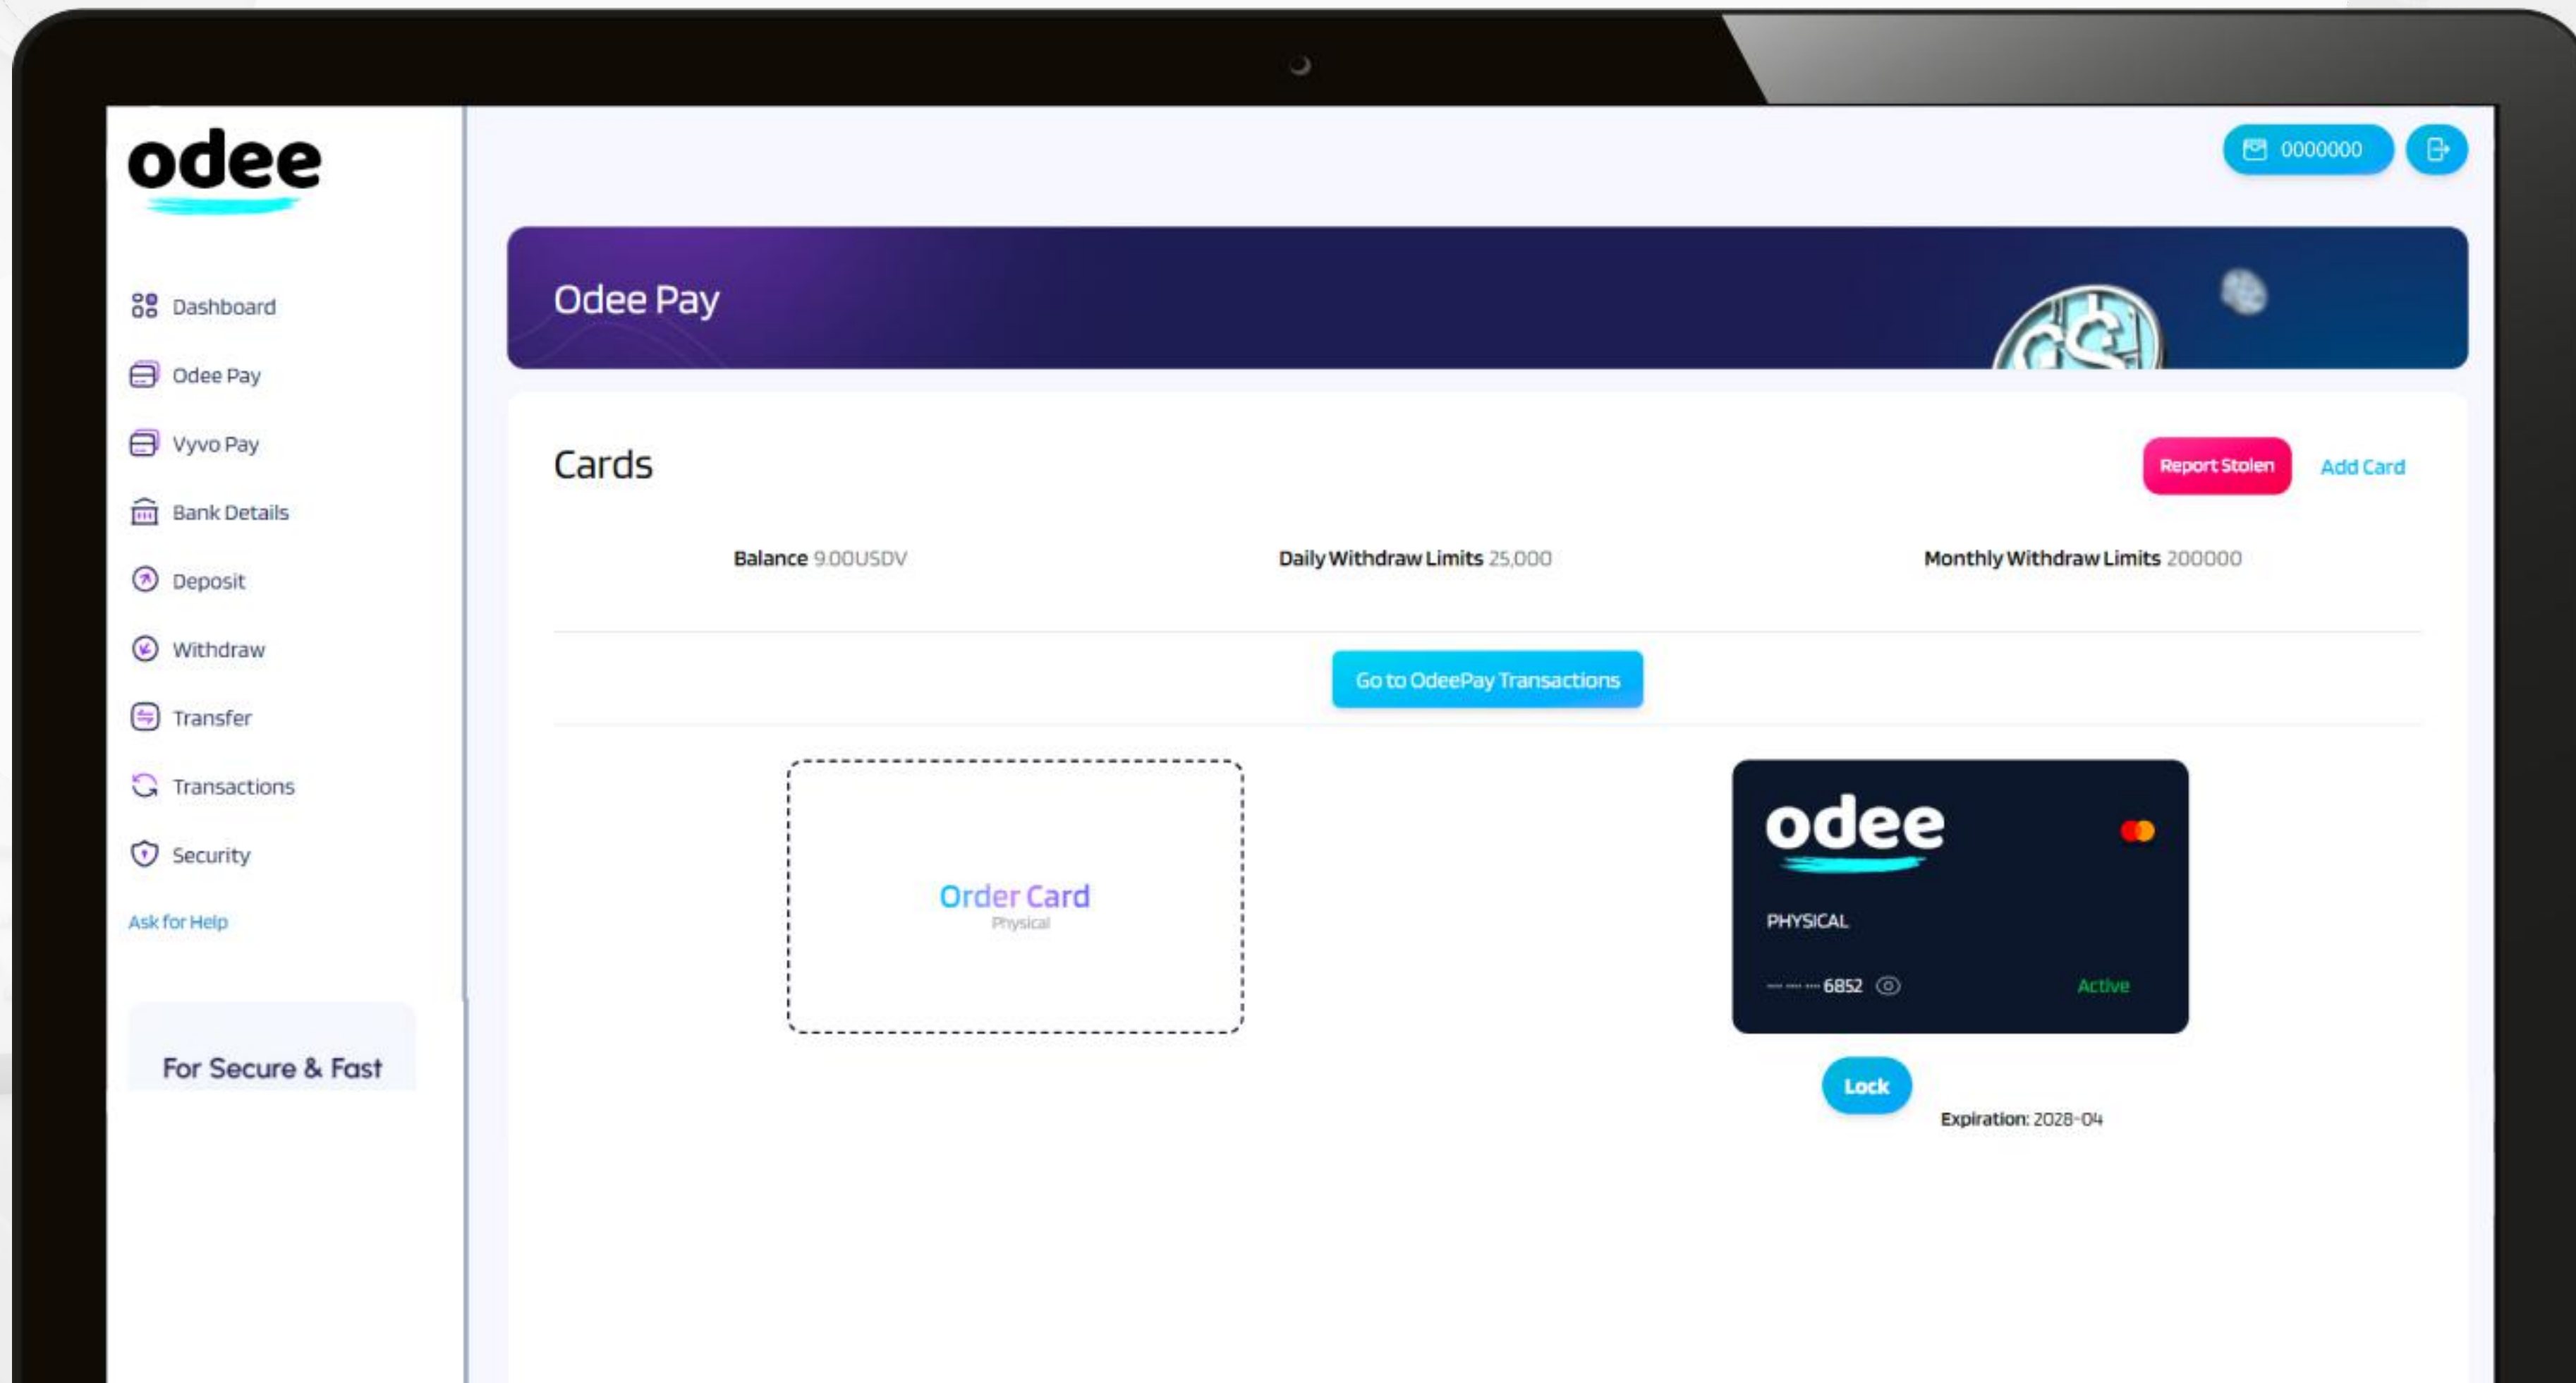 odee
0000000
Dashboard
Odee Pay
Vyvo Pay
Bank Details
Deposit
Withdraw
Transfer
Transactions
Security
Ask for Help
For Secure & Fast
Odee Pay
Cards
Report Stolen
Add Card
Balance 9.00USDV
Daily Withdraw Limits 25,000
Monthly Withdraw Limits 200000
Go to OdeePay Transactions
Order Card
Physical
odee
PHYSICAL
6852
Active
Lock
Expiration: 2028-04